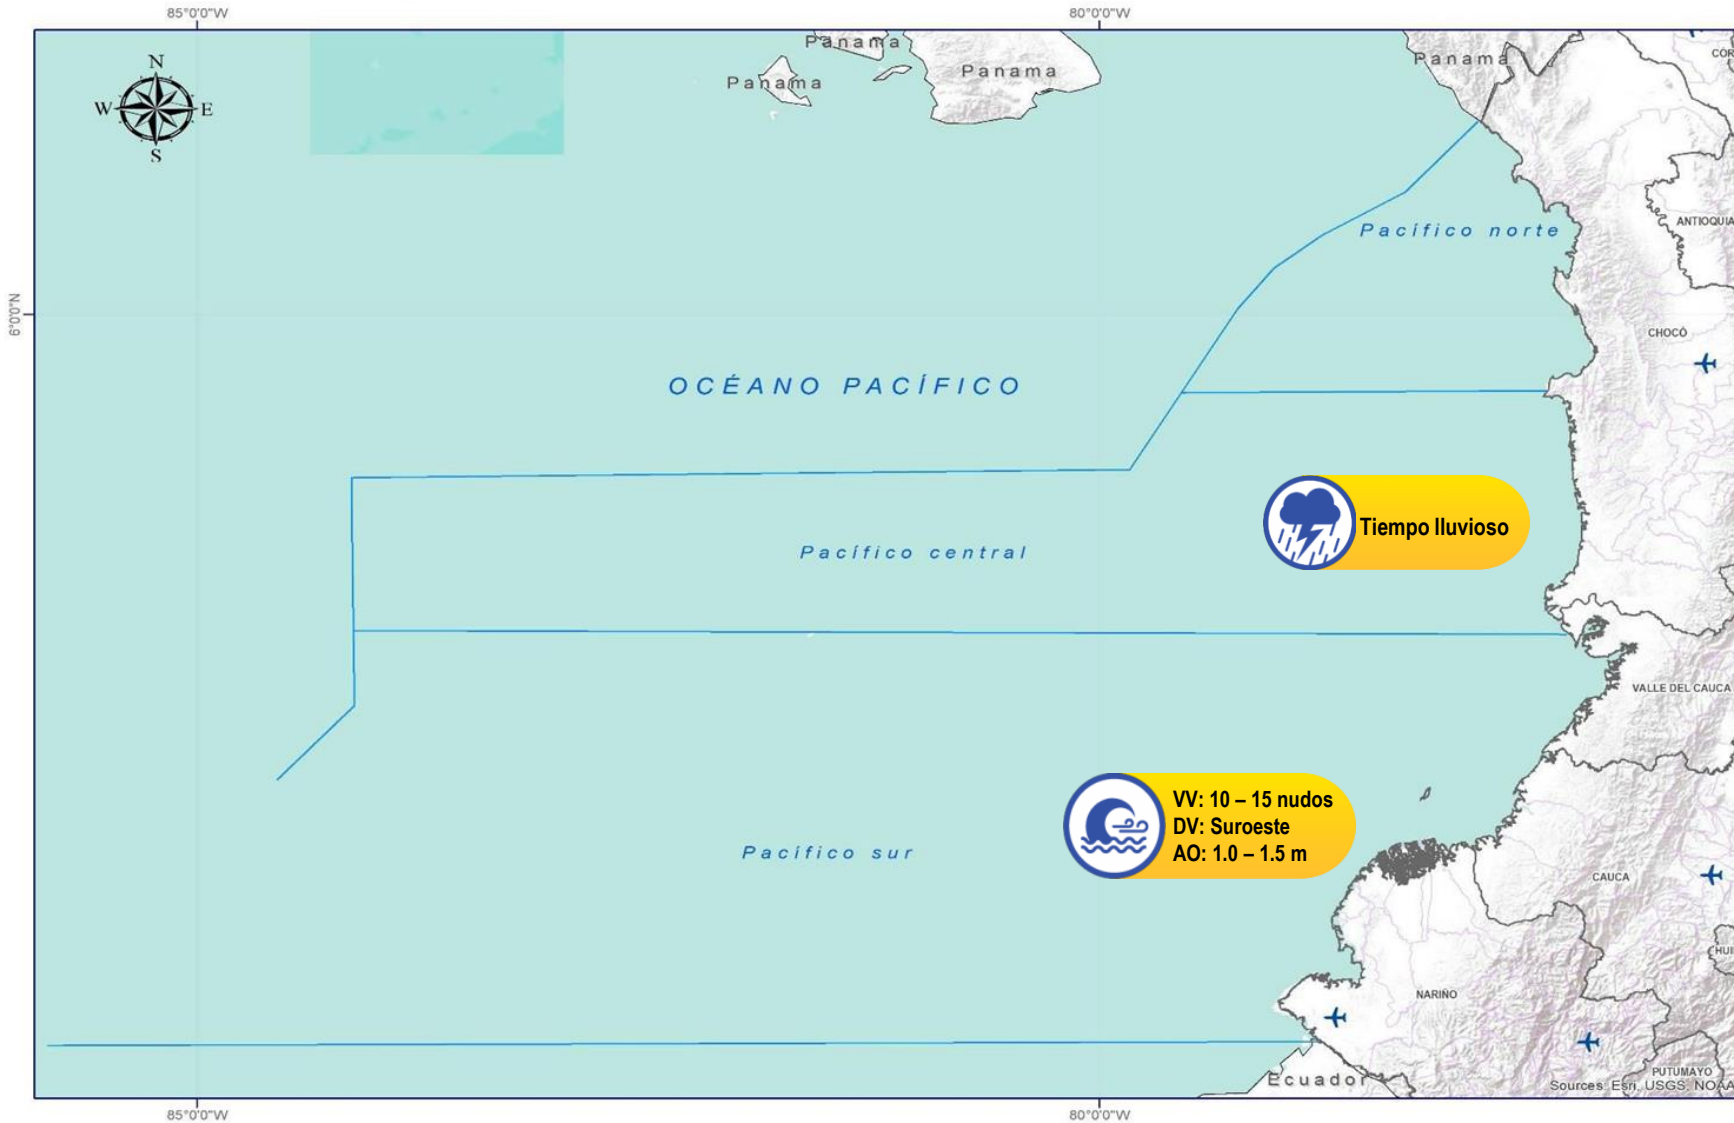 85°0'0"W
80°0'0"W
Panama
Panama
Panama
Panama
N
W E
S
ANTIOQUIA
Pacífico norte
6°0'0"N
CHOCÓ
OCÉANO PACÍFICO
Tiempo lluvioso
Pacífico central
VALLE DEL CAUCA
VV: 10 – 15 nudos
DV: Suroeste
AO: 1.0 – 1.5 m
Pacífico sur
CAUCA
NARIÑO
PUTUMAYO
Ecuador
Sources: Esri, USGS, NOAA
85°0'0"W
80°0'0"W